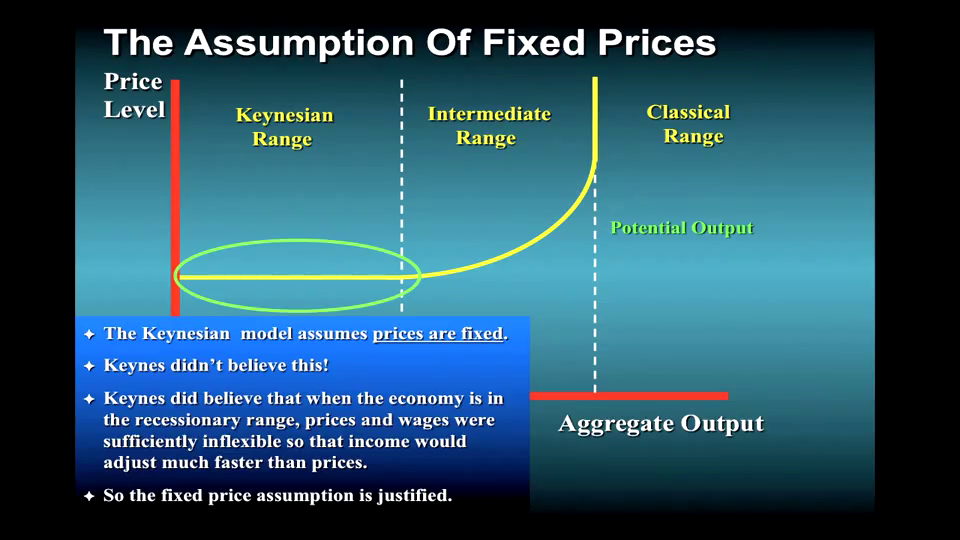 The Assumption Of Fixed Prices
Price
Level
Keynesian
Range
Intermediate
Range
Classical
Range
Potential Output
✦ The Keynesian model assumes prices are fixed.
✦ Keynes didn't believe this!
✦ Keynes did believe that when the economy is in
the recessionary range, prices and wages were
sufficiently inflexible so that income would
adjust much faster than prices.
✦ So the fixed price assumption is justified.
Aggregate Output